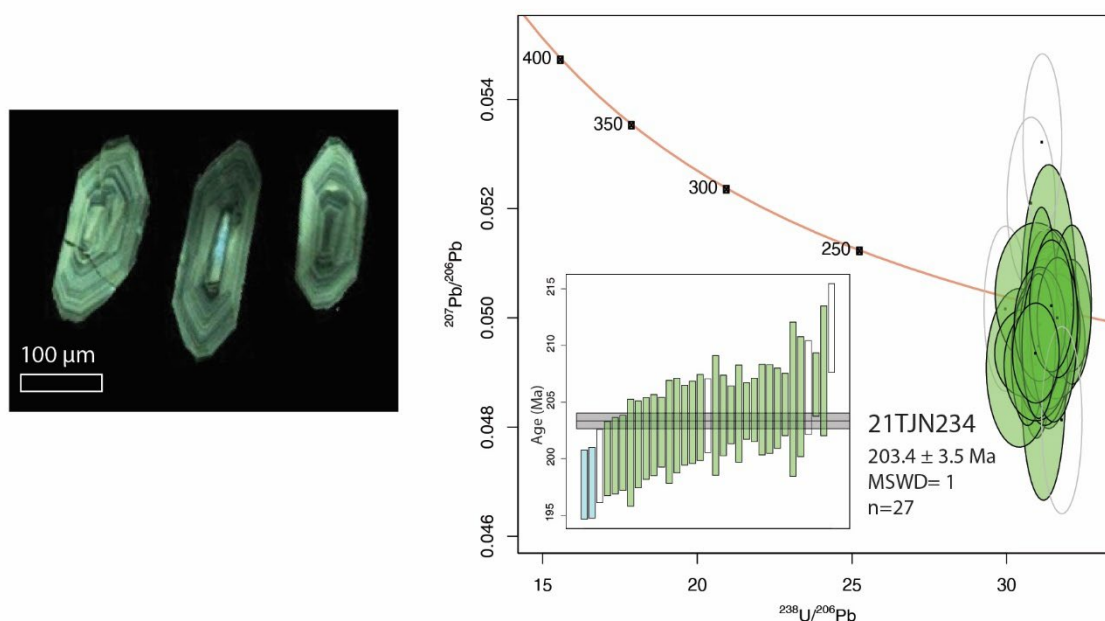 100 µm
0.054
0.052
0.050
0.048
0.046
²⁰⁷Pb/²⁰⁶Pb
400
350
300
250
215
210
205
200
195
Age (Ma)
21TJN234
203.4 ± 3.5 Ma
MSWD= 1
n=27
15
20
25
30
²³⁸U/²⁰⁶Pb